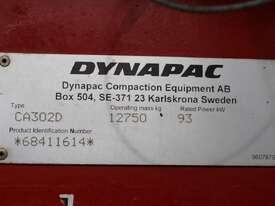 DYNAPAC
Dynapac Compaction Equipment AB
Box 504, SE-371 23 Karlskrona Sweden
Type Operating mass kg Rated Power kW
CA302D 12750 93
Product Identification Number
*68411614*